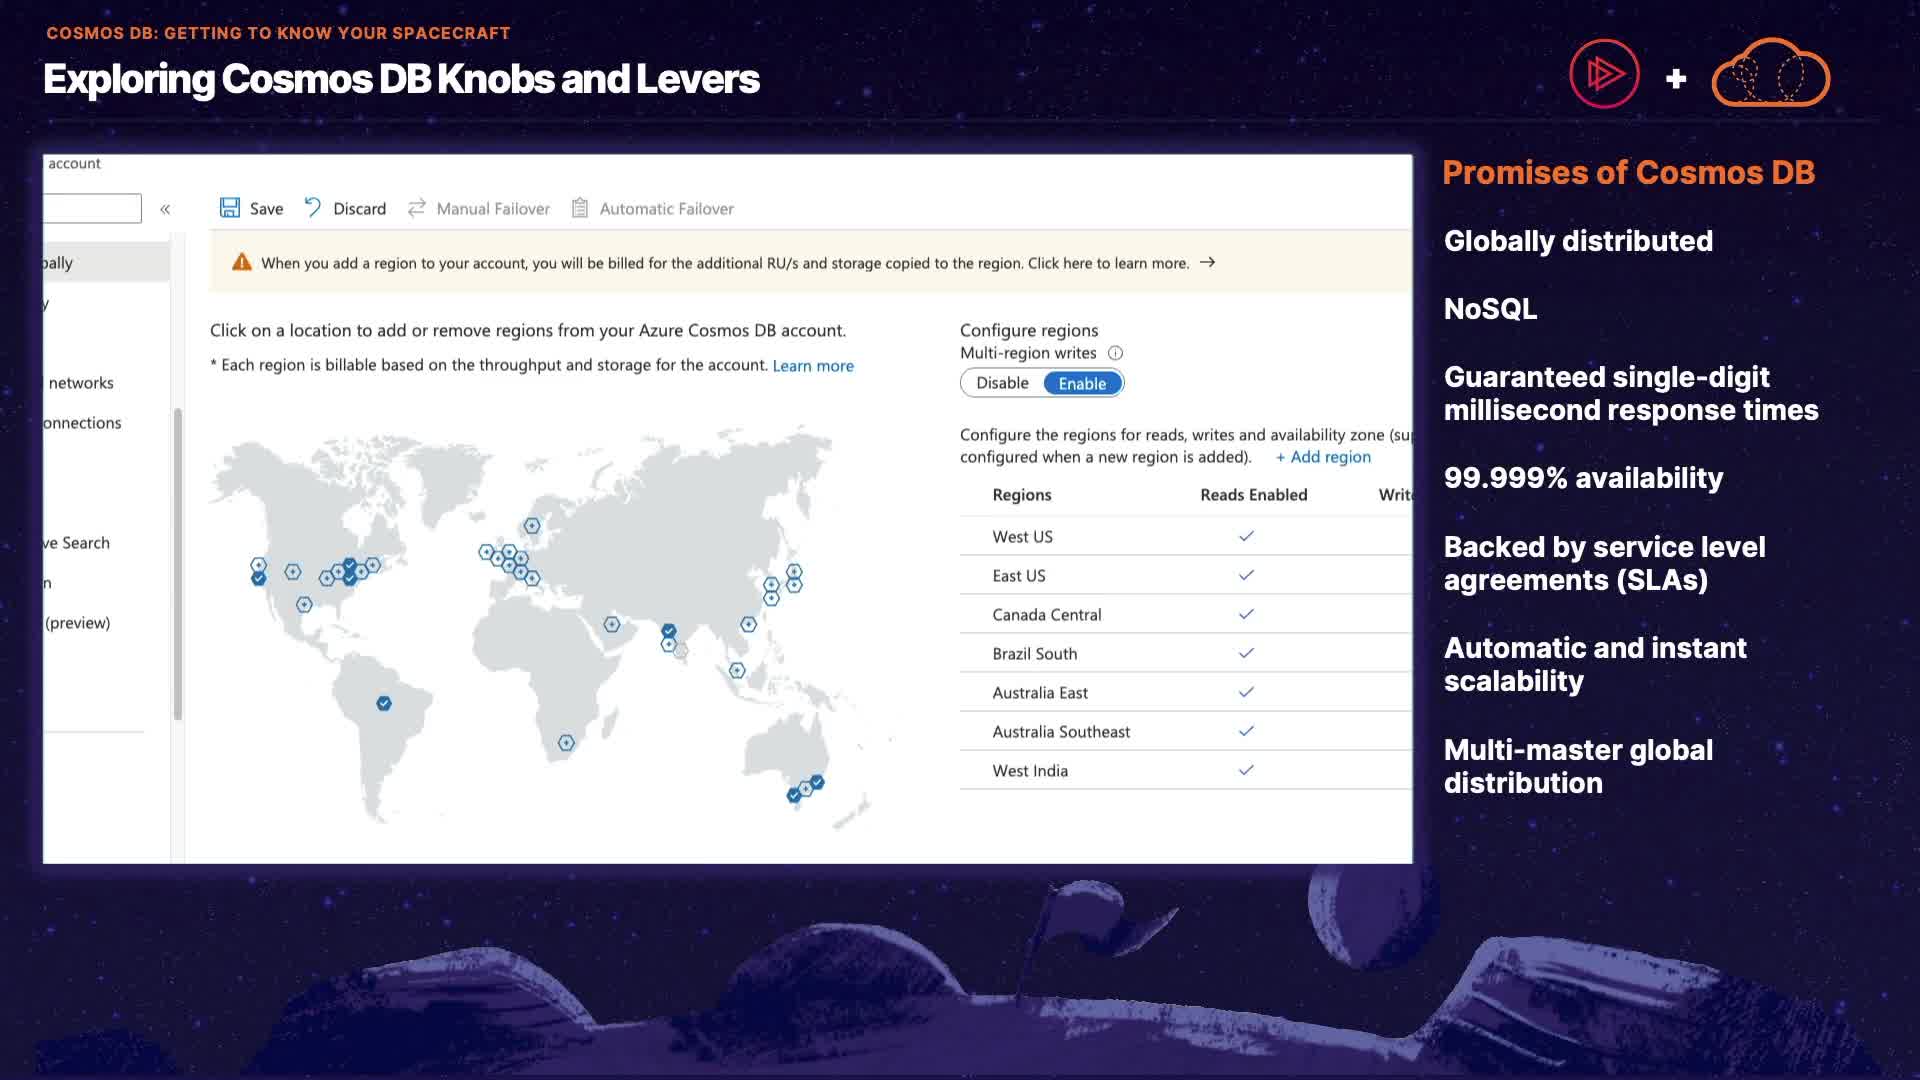 COSMOS DB: GETTING TO KNOW YOUR SPACECRAFT
Exploring Cosmos DB Knobs and Levers
+
account
«
Save
Discard
Manual Failover
Automatic Failover
bally
When you add a region to your account, you will be billed for the additional RU/s and storage copied to the region. Click here to learn more. →
y
networks
onnections
ve Search
n
(preview)
Click on a location to add or remove regions from your Azure Cosmos DB account.
* Each region is billable based on the throughput and storage for the account. Learn more
Configure regions
Multi-region writes
Disable
Enable
Configure the regions for reads, writes and availability zone (sup
configured when a new region is added). + Add region
Regions
Reads Enabled
Write
West US
East US
Canada Central
Brazil South
Australia East
Australia Southeast
West India
Promises of Cosmos DB
Globally distributed
NoSQL
Guaranteed single-digit
millisecond response times
99.999% availability
Backed by service level
agreements (SLAs)
Automatic and instant
scalability
Multi-master global
distribution